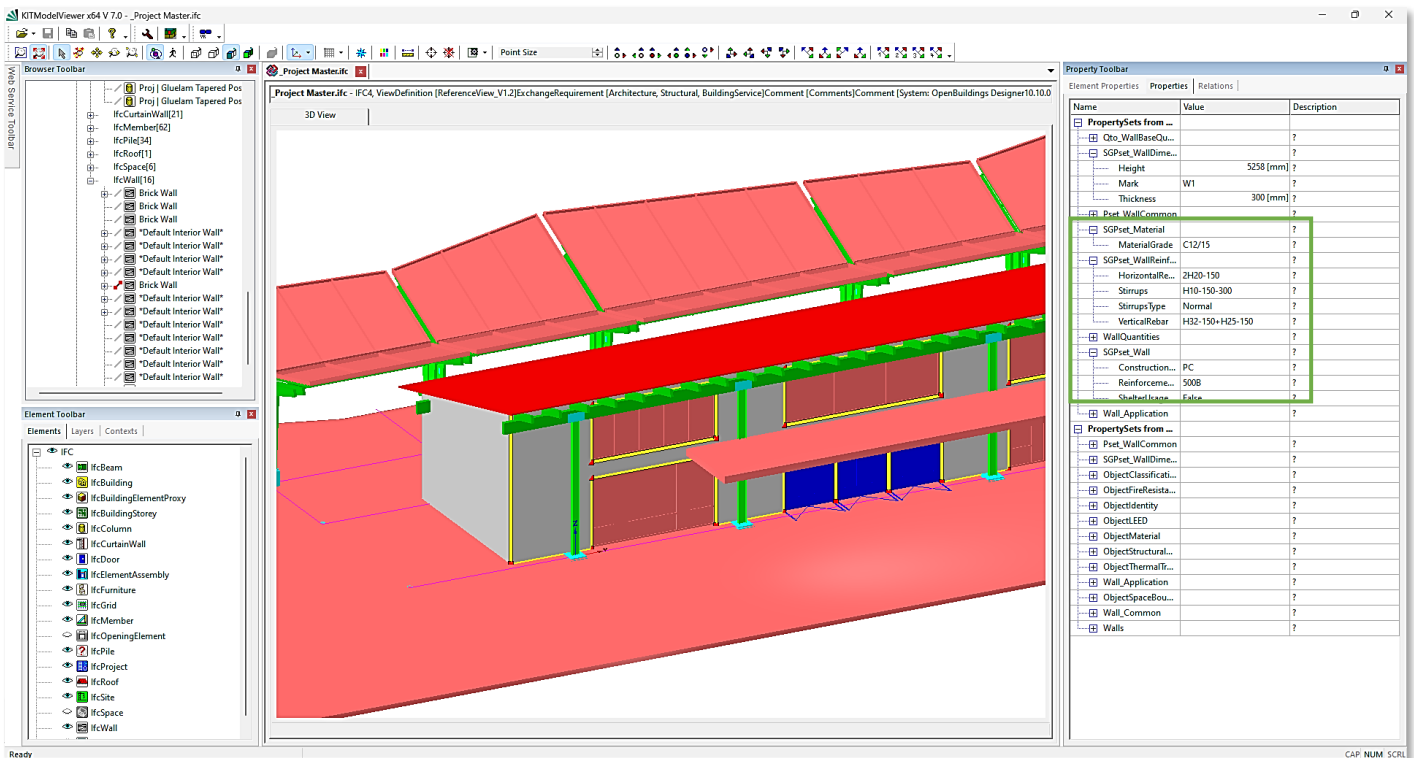 KITModelViewer x64 V 7.0 - _Project Master.ifc
Point Size
Web Service Toolbar
Browser Toolbar
Proj | Gluelam Tapered Pos
Proj | Gluelam Tapered Pos
IfcCurtainWall[21]
IfcMember[62]
IfcPile[34]
IfcRoof[1]
IfcSpace[6]
IfcWall[16]
Brick Wall
Brick Wall
Brick Wall
*Default Interior Wall*
*Default Interior Wall*
*Default Interior Wall*
*Default Interior Wall*
Brick Wall
*Default Interior Wall*
*Default Interior Wall*
*Default Interior Wall*
*Default Interior Wall*
*Default Interior Wall*
*Default Interior Wall*
*Default Interior Wall*
Element Toolbar
Elements Layers Contexts
IFC
IfcBeam
IfcBuilding
IfcBuildingElementProxy
IfcBuildingStorey
IfcColumn
IfcCurtainWall
IfcDoor
IfcElementAssembly
IfcFurniture
IfcGrid
IfcMember
IfcOpeningElement
IfcPile
IfcProject
IfcRoof
IfcSite
IfcSpace
IfcWall
_Project Master.ifc
_Project Master.ifc - IFC4, ViewDefinition [ReferenceView_V1.2]ExchangeRequirement [Architecture, Structural, BuildingService]Comment [Comments]Comment [System: OpenBuildings Designer10.10.0
3D View
Z
Property Toolbar
Element Properties Properties Relations
Name Value Description
PropertySets from ...
Qto_WallBaseQu... ?
SGPset_WallDime... ?
Height 5258 [mm] ?
Mark W1 ?
Thickness 300 [mm] ?
Pset_WallCommon ?
SGPset_Material ?
MaterialGrade C12/15 ?
SGPset_WallReinf... ?
HorizontalRe... 2H20-150 ?
Stirrups H10-150-300 ?
StirrupsType Normal ?
VerticalRebar H32-150+H25-150 ?
WallQuantities ?
SGPset_Wall ?
Construction... PC ?
Reinforceme... 500B ?
ShelterUsage False ?
Wall_Application ?
PropertySets from ...
Pset_WallCommon ?
SGPset_WallDime... ?
ObjectClassificati... ?
ObjectFireResista... ?
ObjectIdentity ?
ObjectLEED ?
ObjectMaterial ?
ObjectStructural... ?
ObjectThermalTr... ?
Wall_Application ?
ObjectSpaceBou... ?
Wall_Common ?
Walls ?
Ready
CAP NUM SCRL